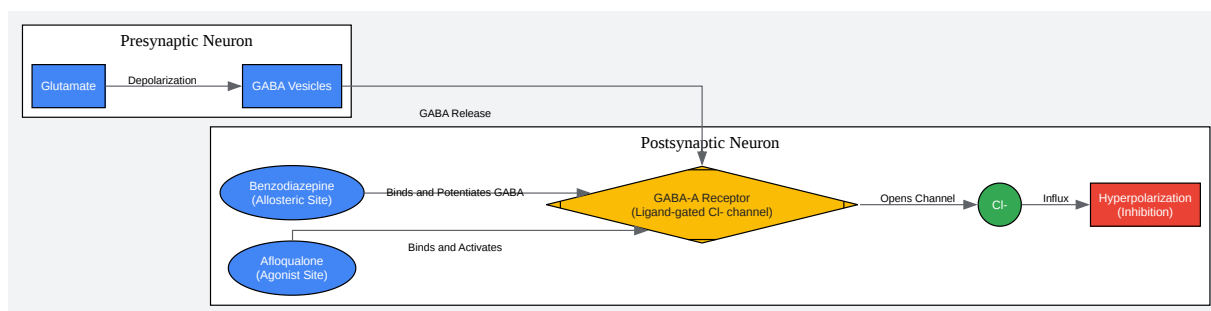 Presynaptic Neuron
Glutamate
Depolarization
GABA Vesicles
GABA Release
Postsynaptic Neuron
Benzodiazepine
(Allosteric Site)
Binds and Potentiates GABA
GABA-A Receptor
(Ligand-gated Cl- channel)
Opens Channel
Cl-
Influx
Hyperpolarization
(Inhibition)
Binds and Activates
Afloqualone
(Agonist Site)